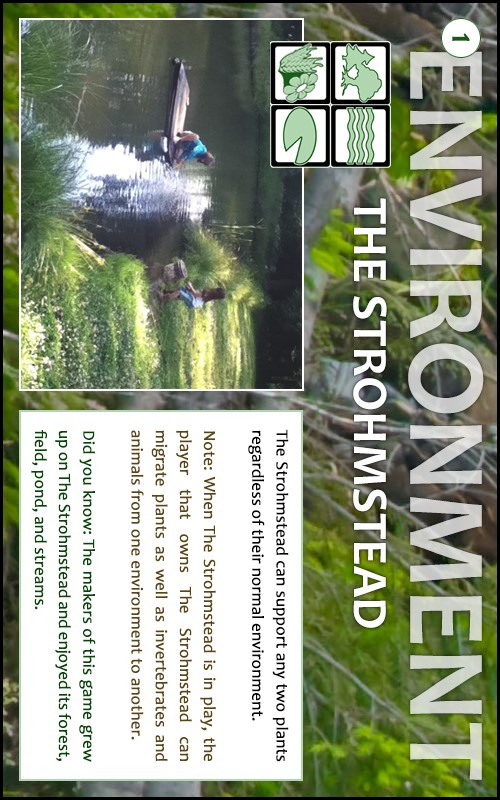 1
ENVIRONMENT
THE STROHMSTEAD
The Strohmstead can support any two plants
regardless of their normal environment.
Note: When The Strohmstead is in play, the
player that owns The Strohmstead can
migrate plants as well as invertebrates and
animals from one environment to another.
Did you know: The makers of this game grew
up on The Strohmstead and enjoyed its forest,
field, pond, and streams.